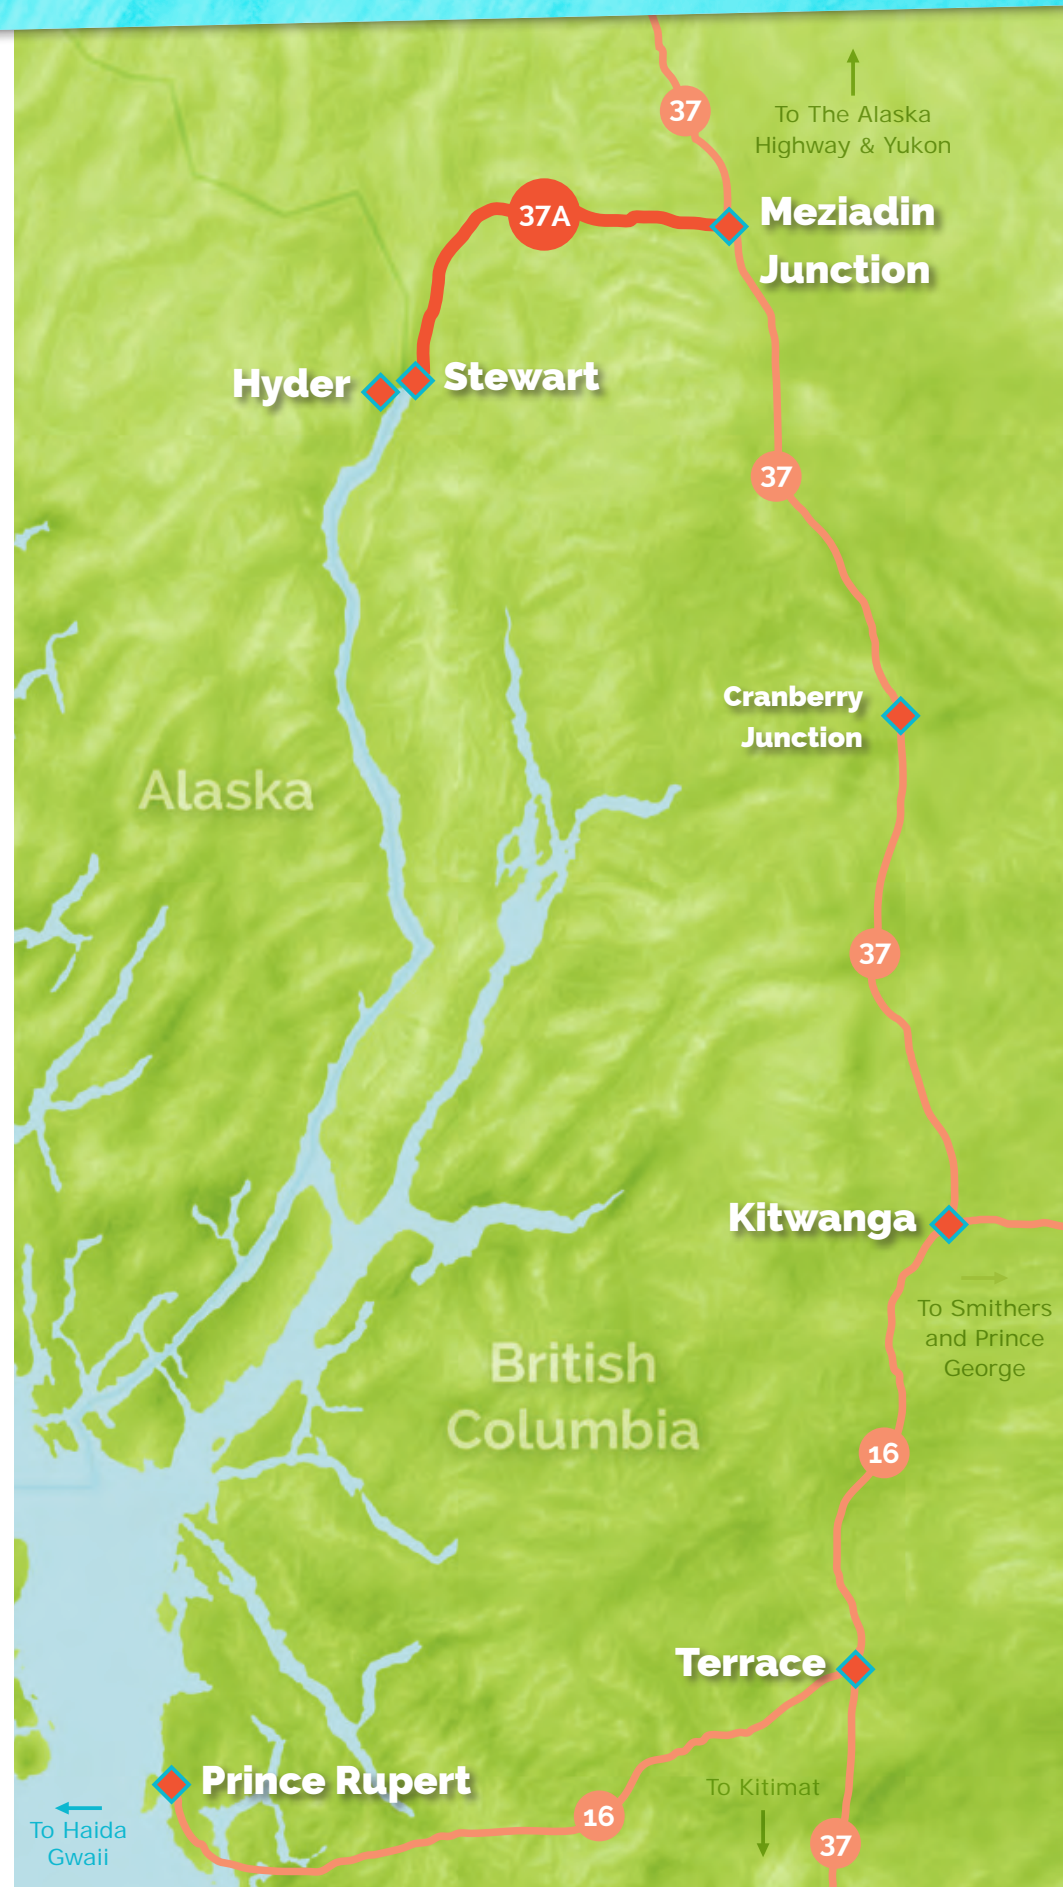 37
To The Alaska
Highway & Yukon
37A
Meziadin
Junction
Hyder
Stewart
37
Cranberry
Junction
Alaska
37
Kitwanga
To Smithers
and Prince
George
British
Columbia
16
Terrace
Prince Rupert
To Kitimat
16
To Haida
Gwaii
37